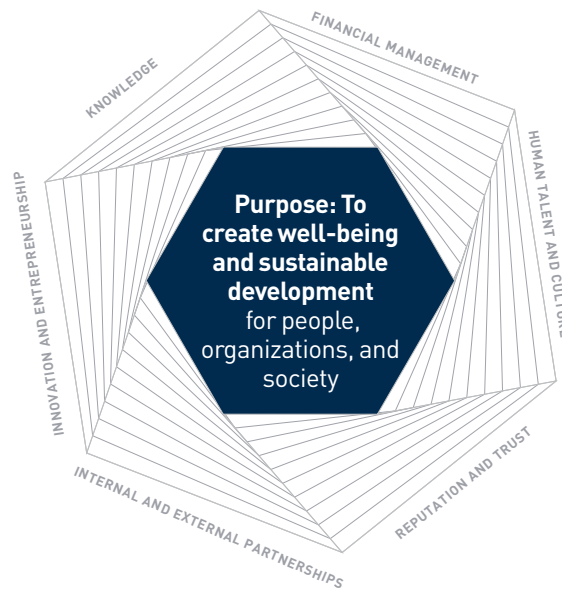 FINANCIAL MANAGEMENT
KNOWLEDGE
HUMAN TALENT AND CULTURE
INNOVATION AND ENTREPRENEURSHIP
Purpose: To
create well-being
and sustainable
development
for people,
organizations, and
society
REPUTATION AND TRUST
INTERNAL AND EXTERNAL PARTNERSHIPS